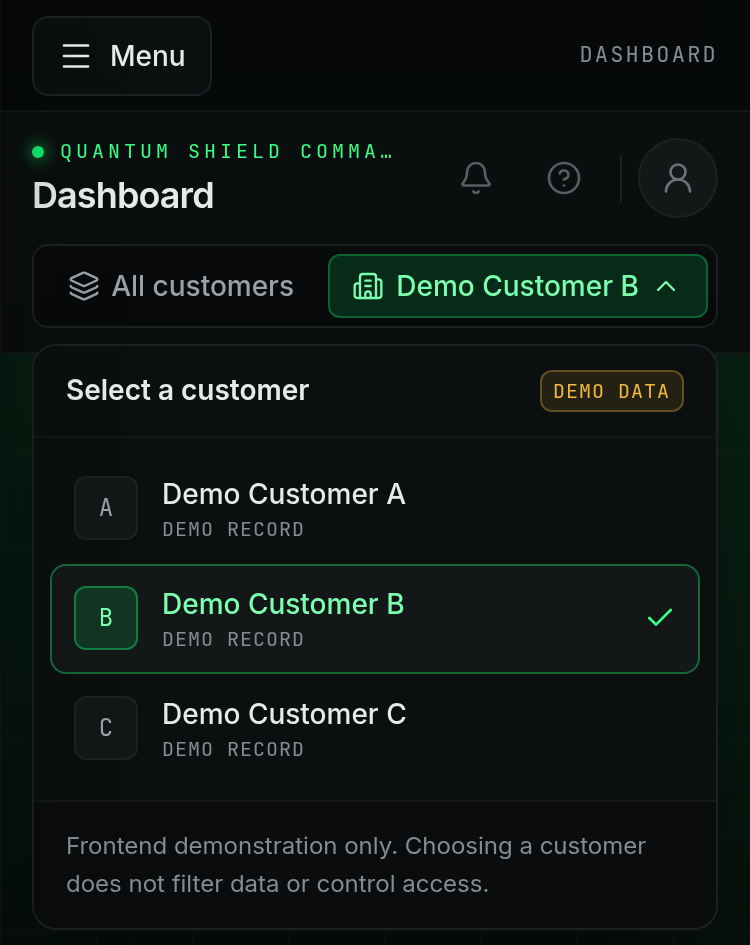 Menu
DASHBOARD
QUANTUM SHIELD COMMA…
Dashboard
All customers
Demo Customer B
Select a customer
DEMO DATA
A
Demo Customer A
DEMO RECORD
B
Demo Customer B
DEMO RECORD
C
Demo Customer C
DEMO RECORD
Frontend demonstration only. Choosing a customer
does not filter data or control access.